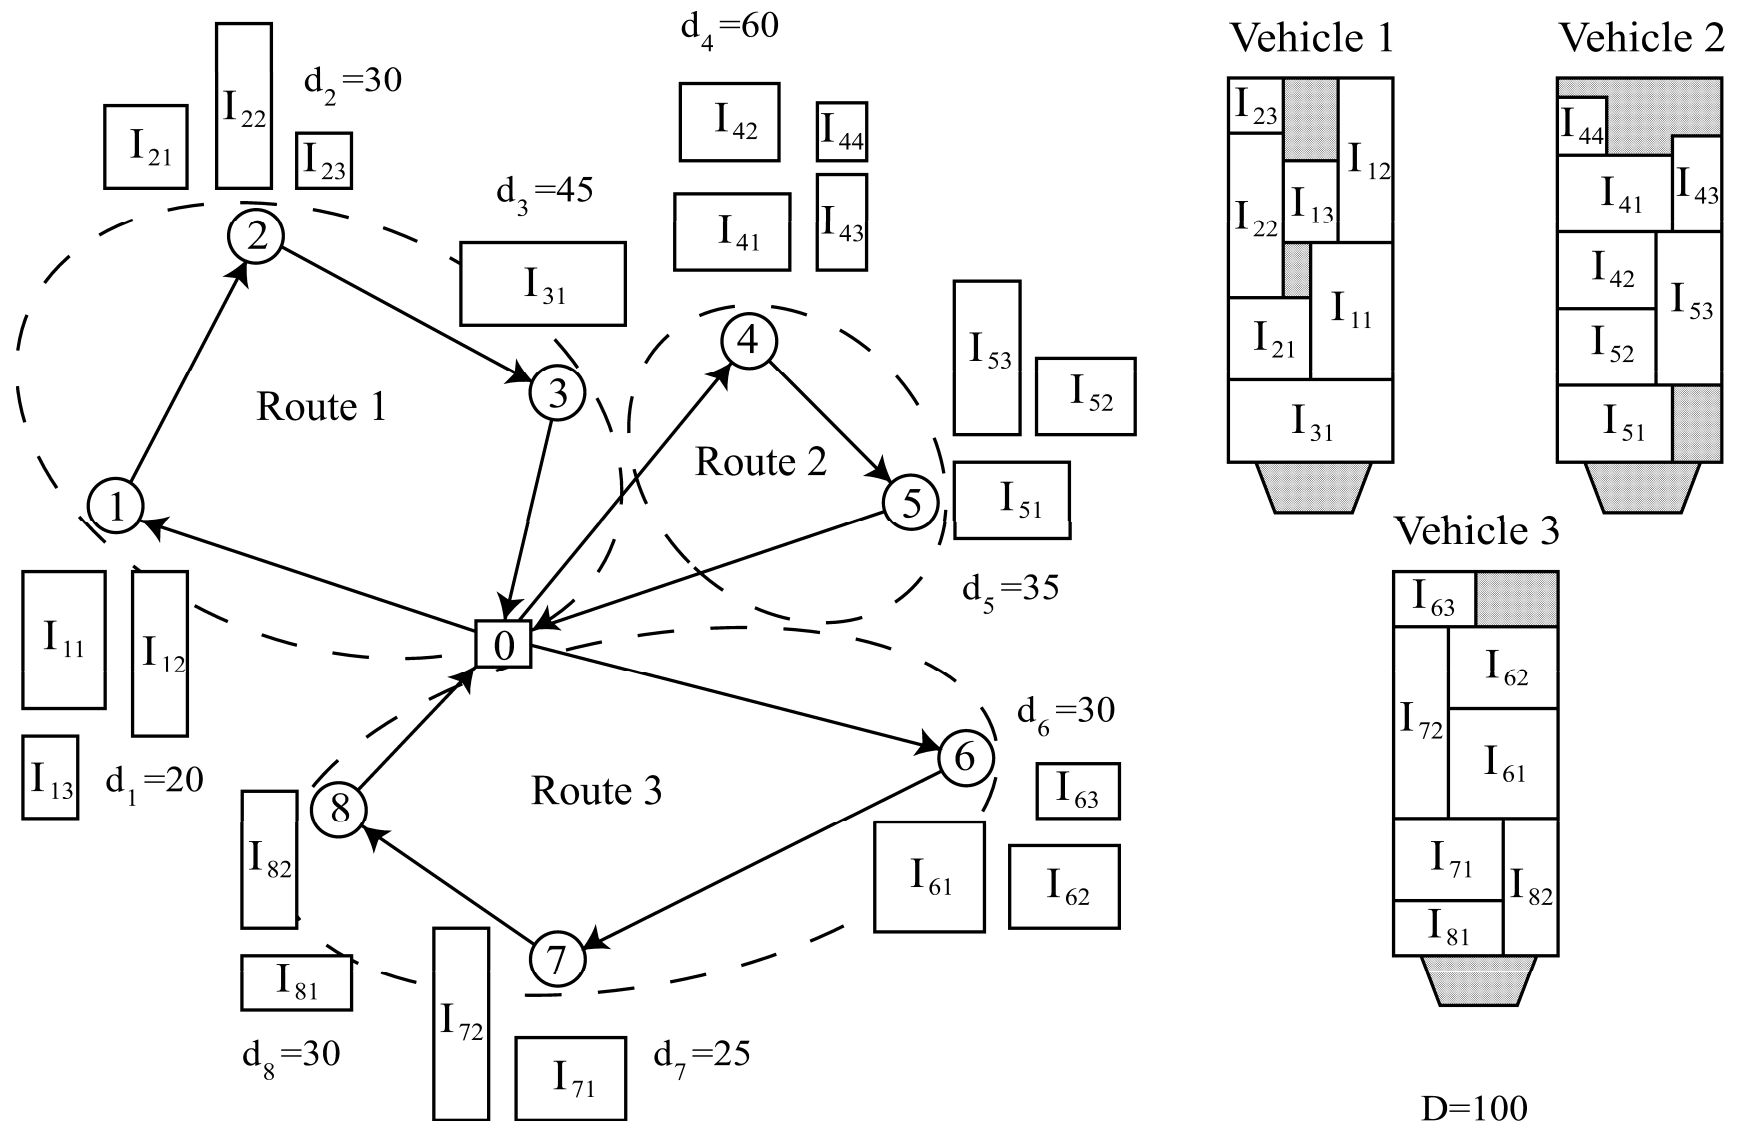 d₄=60
Vehicle 1
Vehicle 2
d₂=30
I₂₂
I₂₁
I₂₃
I₄₂
I₄₄
d₃=45
I₄₁
I₄₃
2
I₃₁
4
I₅₃
I₅₂
3
Route 1
Route 2
1
5
I₅₁
d₅=35
I₁₁
I₁₂
0
I₁₃
d₁=20
d₆=30
6
I₆₃
Route 3
8
I₈₂
I₆₁
I₆₂
7
I₈₁
I₇₂
d₈=30
I₇₁
d₇=25
I₂₃
I₁₂
I₂₂
I₁₃
I₂₁
I₁₁
I₃₁
I₄₄
I₄₁
I₄₃
I₄₂
I₅₃
I₅₂
I₅₁
Vehicle 3
I₆₃
I₆₂
I₇₂
I₆₁
I₇₁
I₈₂
I₈₁
D=100